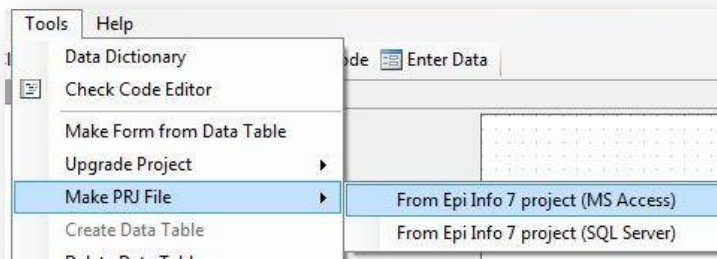 Tools Help
Data Dictionary
Enter Data
Check Code Editor
Make Form from Data Table
Upgrade Project
Make PRJ File
From Epi Info 7 project (MS Access)
Create Data Table
From Epi Info 7 project (SQL Server)